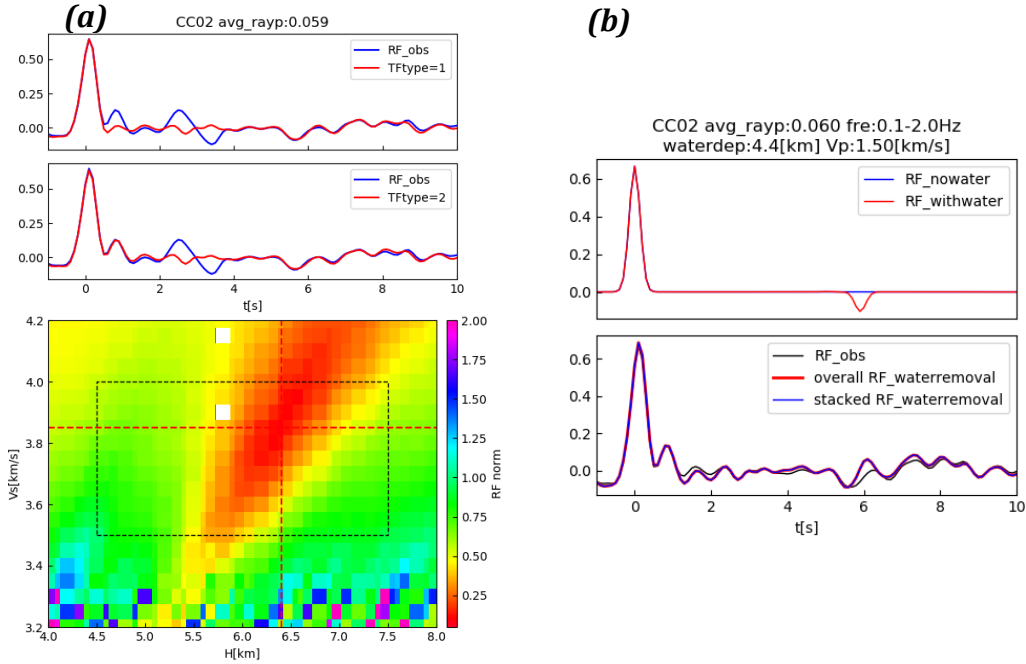 (a)
CC02 avg_rayp:0.059
0.50
0.25
0.00
RF_obs
TFtype=1
0.50
0.25
0.00
RF_obs
TFtype=2
0 2 4 6 8 10
t[s]
4.2
4.0
3.8
3.6
3.4
3.2
Vs[km/s]
4.0 4.5 5.0 5.5 6.0 6.5 7.0 7.5 8.0
H[km]
2.00
1.75
1.50
1.25
1.00
0.75
0.50
0.25
RF norm
(b)
CC02 avg_rayp:0.060 fre:0.1-2.0Hz
waterdep:4.4[km] Vp:1.50[km/s]
0.6
0.4
0.2
0.0
RF_nowater
RF_withwater
0.6
0.4
0.2
0.0
RF_obs
overall RF_waterremoval
stacked RF_waterremoval
0 2 4 6 8 10
t[s]